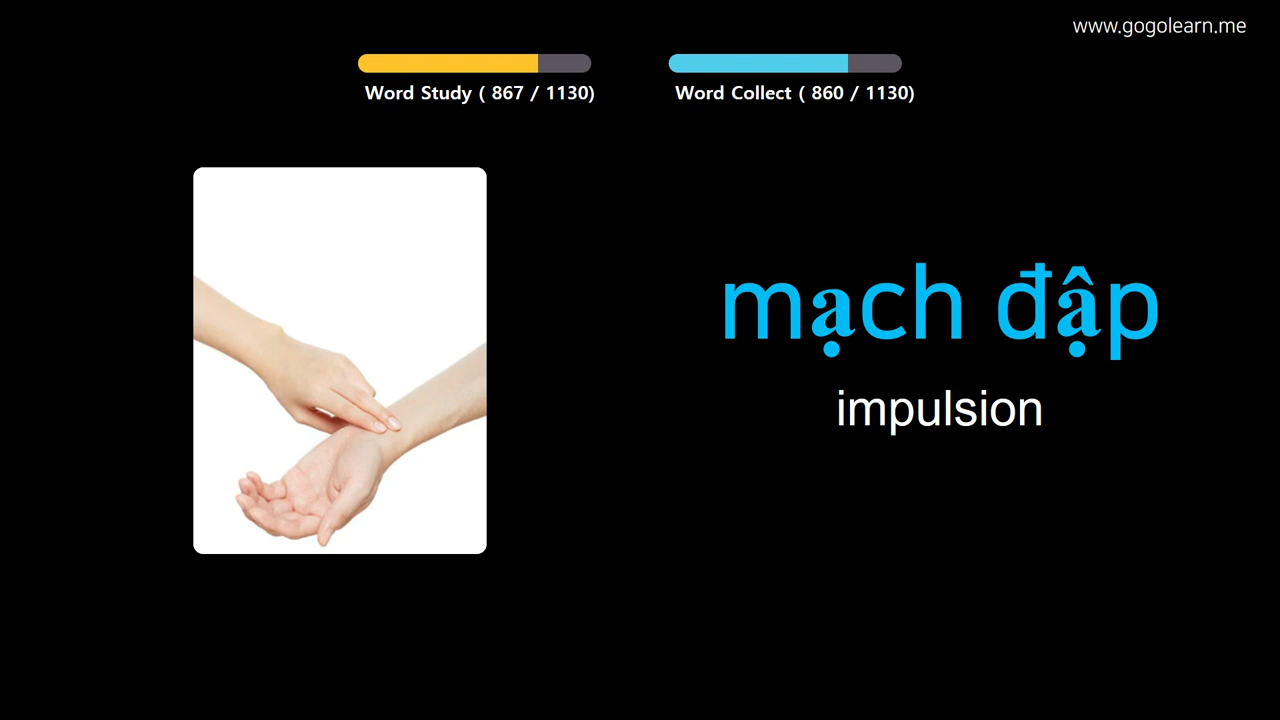 www.gogolearn.me
Word Study ( 867 / 1130)
Word Collect ( 860 / 1130)
mạch đập
impulsion